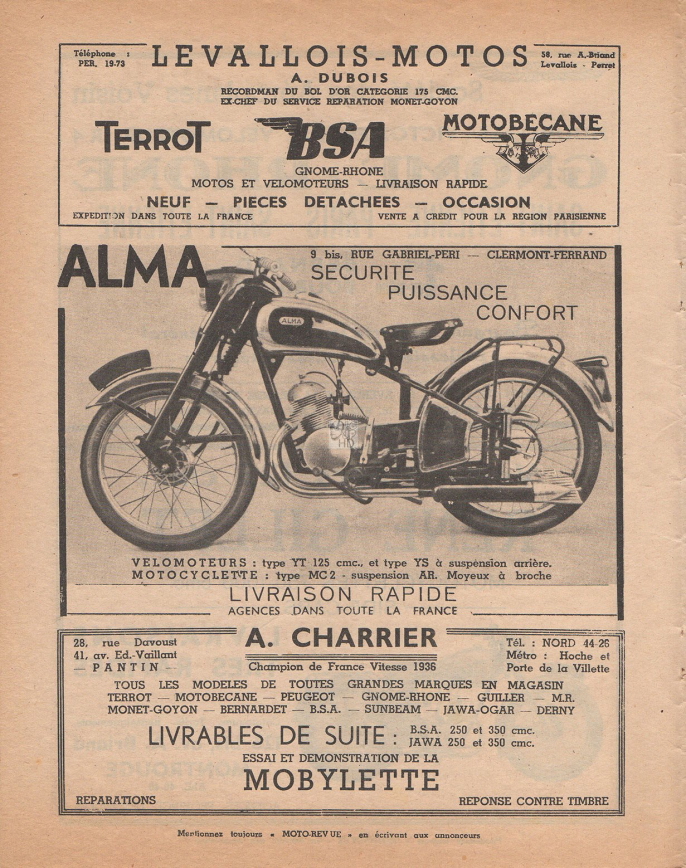 Téléphone :
PER. 19-73
LEVALLOIS-MOTOS
58, rue A.-Briand
Levallois - Perret
A. DUBOIS
RECORDMAN DU BOL D'OR CATEGORIE 175 CMC.
EX-CHEF DU SERVICE REPARATION MONET-GOYON
TERROT
BSA
MOTOBECANE
GNOME-RHONE
MOTOS ET VELOMOTEURS — LIVRAISON RAPIDE
NEUF — PIECES DETACHEES — OCCASION
EXPEDITION DANS TOUTE LA FRANCE
VENTE A CREDIT POUR LA REGION PARISIENNE
ALMA
9 bis, RUE GABRIEL-PERI — CLERMONT-FERRAND
SECURITE
PUISSANCE
CONFORT
ALMA
VELOMOTEURS : type YT 125 cmc., et type YS à suspension arrière.
MOTOCYCLETTE : type MC 2 - suspension AR. Moyeux à broche
LIVRAISON RAPIDE
AGENCES DANS TOUTE LA FRANCE
28, rue Davoust
41, av. Ed.-Vaillant
— PANTIN —
A. CHARRIER
Champion de France Vitesse 1936
Tél. : NORD 44-26
Métro : Hoche et
Porte de la Villette
TOUS LES MODELES DE TOUTES GRANDES MARQUES EN MAGASIN
TERROT — MOTOBECANE — PEUGEOT — GNOME-RHONE — GUILLER — M.R.
MONET-GOYON — BERNARDET — B.S.A. — SUNBEAM — JAWA-OGAR — DERNY
LIVRABLES DE SUITE :
B.S.A. 250 et 350 cmc.
JAWA 250 et 350 cmc.
ESSAI ET DEMONSTRATION DE LA
MOBYLETTE
REPARATIONS
REPONSE CONTRE TIMBRE
Mentionnez toujours « MOTO-REVUE » en écrivant aux annonceurs